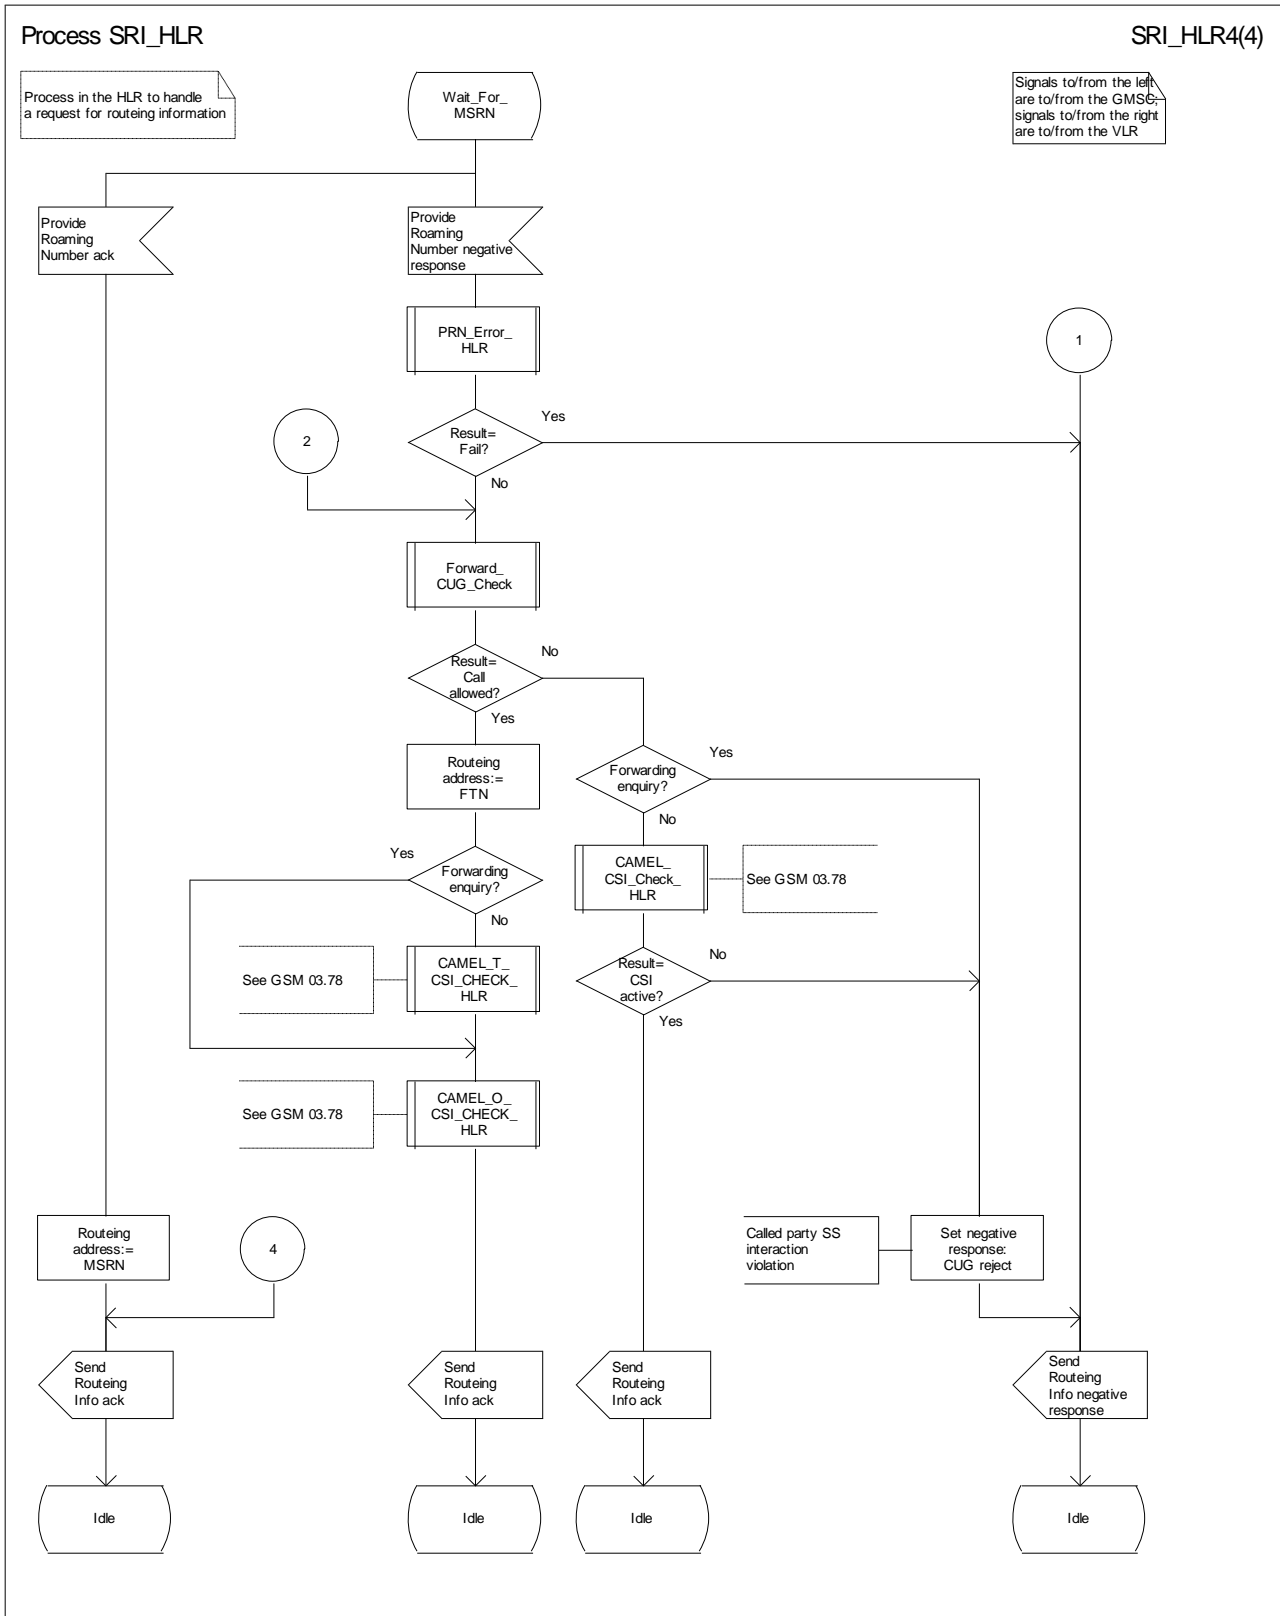 Process SRI_HLR
SRI_HLR4(4)
Process in the HLR to handle
a request for routeing information
Wait_For_
MSRN
Signals to/from the left
are to/from the GMSC;
signals to/from the right
are to/from the VLR
Provide
Roaming
Number ack
Provide
Roaming
Number negative
response
PRN_Error_
HLR
1
2
Result=
Fail?
Yes
No
Forward_
CUG_Check
Result=
Call
allowed?
No
Yes
Routeing
address:=
FTN
Forwarding
enquiry?
Yes
No
Forwarding
enquiry?
Yes
No
CAMEL_
CSI_Check_
HLR
See GSM 03.78
See GSM 03.78
CAMEL_T_
CSI_CHECK_
HLR
Result=
CSI
active?
No
Yes
See GSM 03.78
CAMEL_O_
CSI_CHECK_
HLR
Routeing
address:=
MSRN
4
Called party SS
interaction
violation
Set negative
response:
CUG reject
Send
Routeing
Info ack
Send
Routeing
Info ack
Send
Routeing
Info ack
Send
Routeing
Info negative
response
Idle
Idle
Idle
Idle